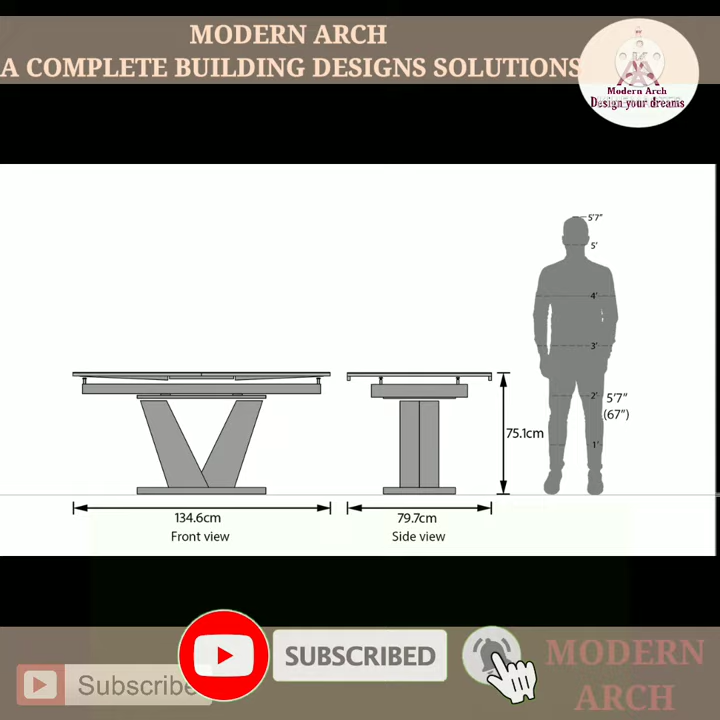 MODERN ARCH
A COMPLETE BUILDING DESIGNS SOLUTIONS
Modern Arch
Design your dreams
5'7"
5'
4'
3'
2'
1'
5'7"
(67")
75.1cm
134.6cm
79.7cm
Front view
Side view
SUBSCRIBED
Subscribe
MODERN
ARCH